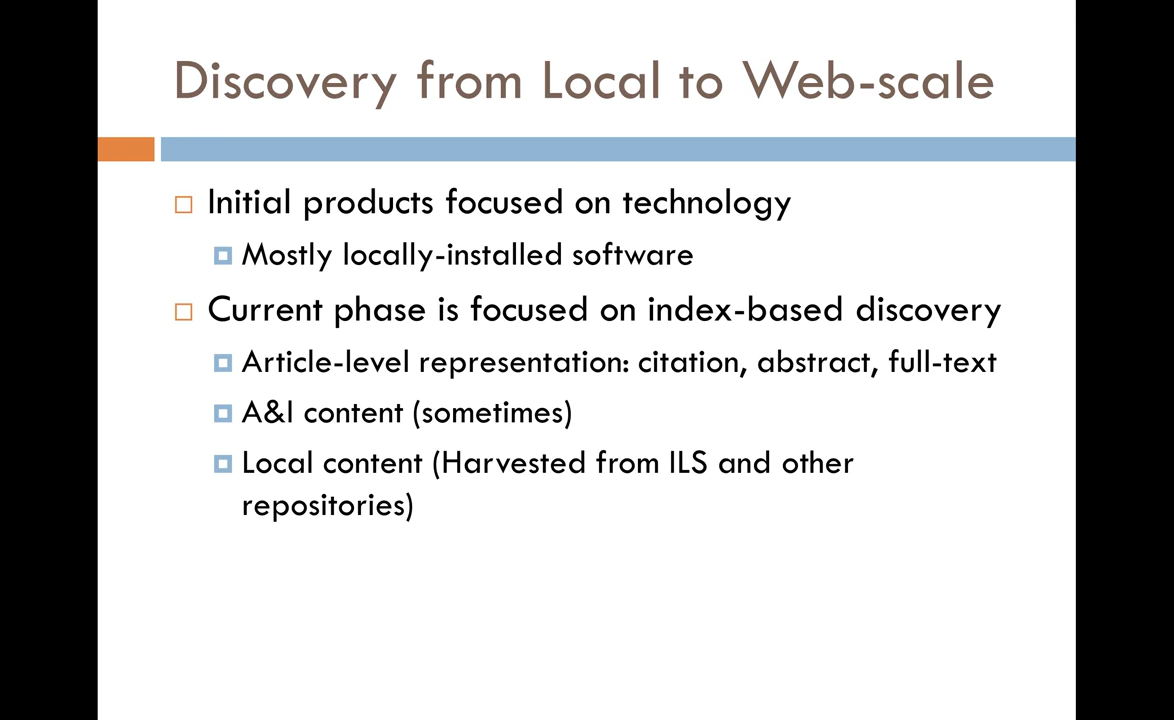 Discovery from Local to Web-scale
Initial products focused on technology
Mostly locally-installed software
Current phase is focused on index-based discovery
Article-level representation: citation, abstract, full-text
A&I content (sometimes)
Local content (Harvested from ILS and other
repositories)